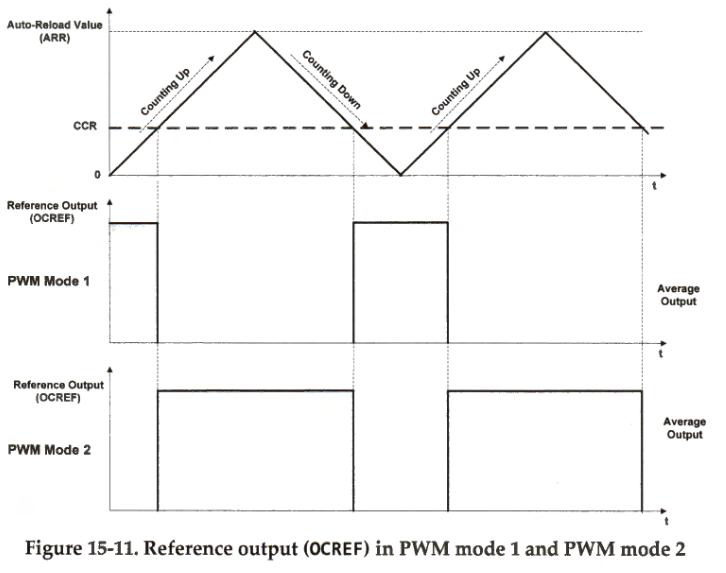 Auto-Reload Value
(ARR)
Counting Up
Counting Down
Counting Up
CCR
0
t
Reference Output
(OCREF)
PWM Mode 1
Average
Output
t
Reference Output
(OCREF)
PWM Mode 2
Average
Output
t
Figure 15-11. Reference output (OCREF) in PWM mode 1 and PWM mode 2